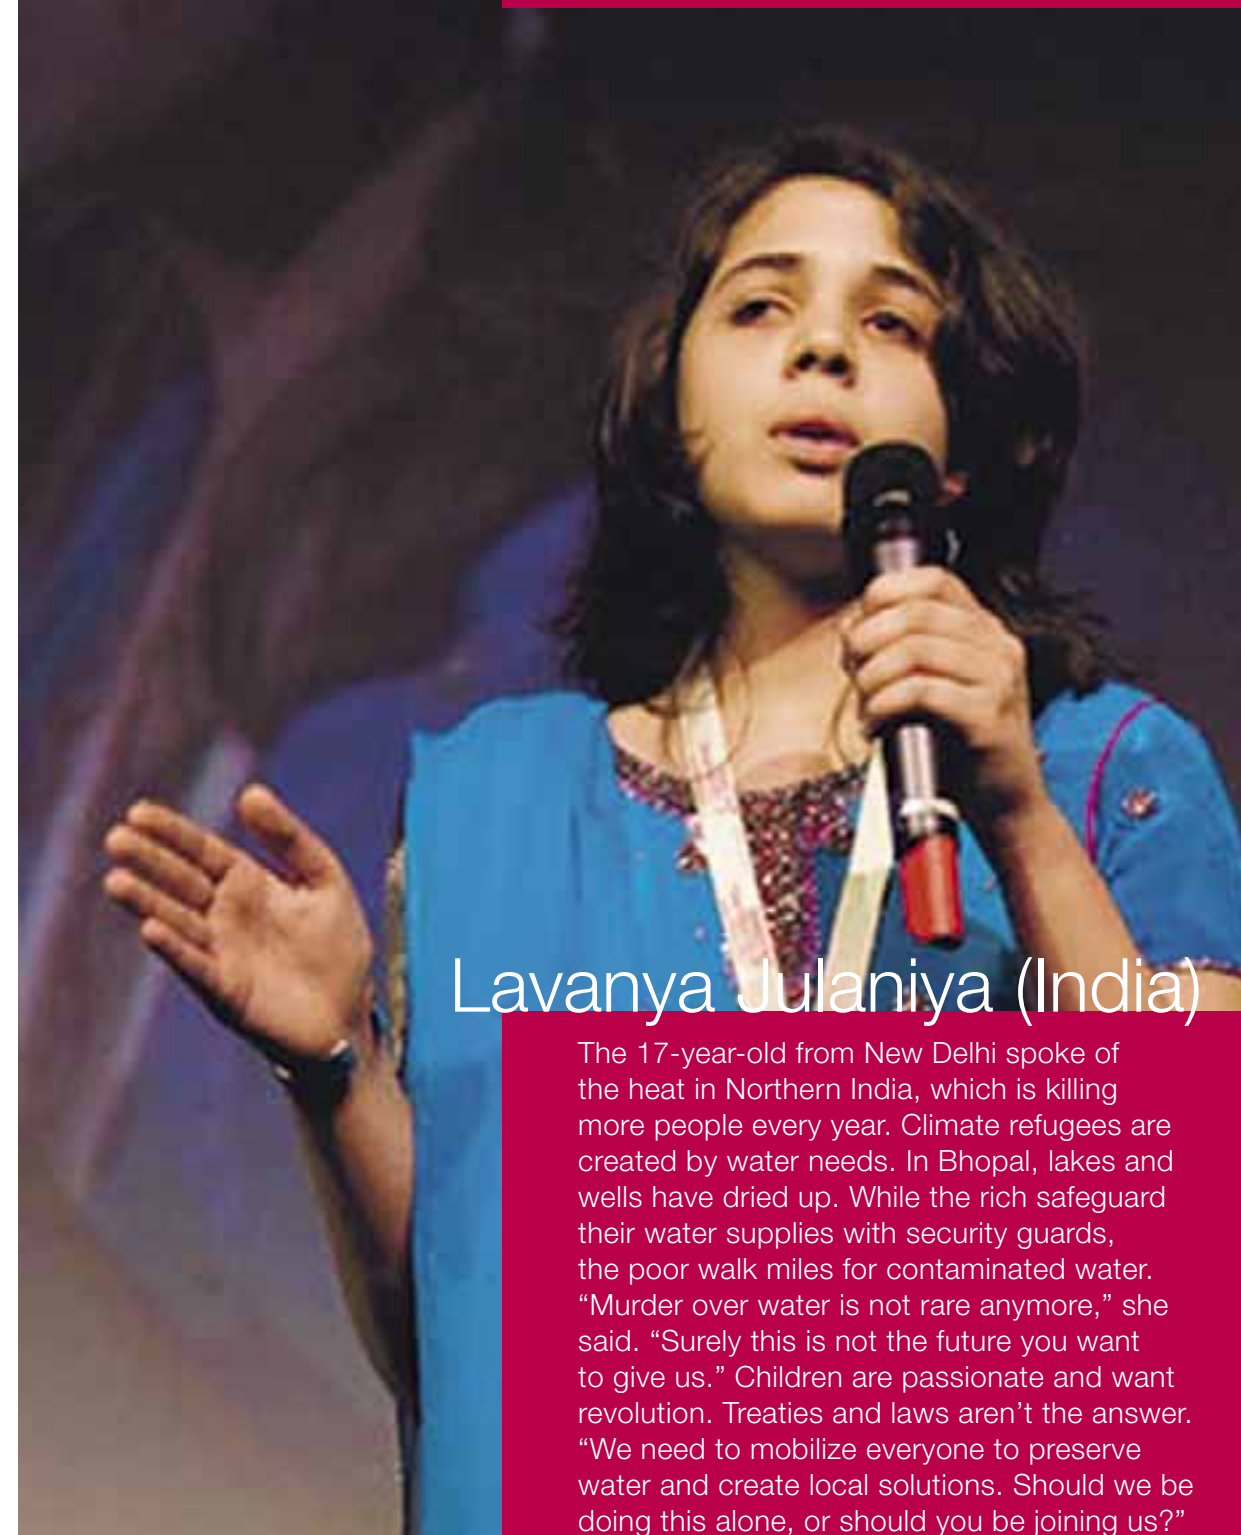 Lavanya Julaniya (India)
The 17-year-old from New Delhi spoke of
the heat in Northern India, which is killing
more people every year. Climate refugees are
created by water needs. In Bhopal, lakes and
wells have dried up. While the rich safeguard
their water supplies with security guards,
the poor walk miles for contaminated water.
“Murder over water is not rare anymore,” she
said. “Surely this is not the future you want
to give us.” Children are passionate and want
revolution. Treaties and laws aren’t the answer.
“We need to mobilize everyone to preserve
water and create local solutions. Should we be
doing this alone, or should you be joining us?”